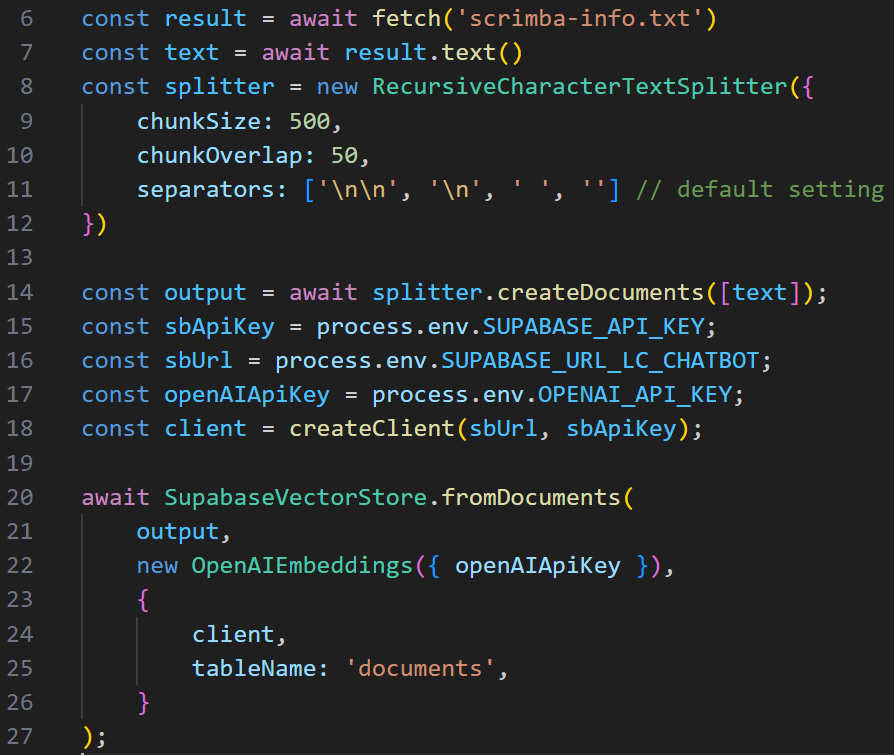 6 const result = await fetch('scrimba-info.txt')
7 const text = await result.text()
8 const splitter = new RecursiveCharacterTextSplitter({
9     chunkSize: 500,
10     chunkOverlap: 50,
11     separators: ['\n\n', '\n', ' ', ''] // default setting
12 })
13
14 const output = await splitter.createDocuments([text]);
15 const sbApiKey = process.env.SUPABASE_API_KEY;
16 const sbUrl = process.env.SUPABASE_URL_LC_CHATBOT;
17 const openAIApiKey = process.env.OPENAI_API_KEY;
18 const client = createClient(sbUrl, sbApiKey);
19
20 await SupabaseVectorStore.fromDocuments(
21     output,
22     new OpenAIEmbeddings({ openAIApiKey }),
23     {
24         client,
25         tableName: 'documents',
26     }
27 );